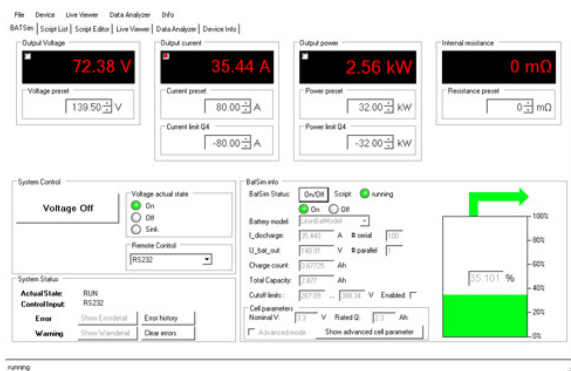 File Device Live Viewer Data Analyzer Info
BATSim Script List Script Editor Live Viewer Data Analyzer Device Info
Output Voltage Output current Output power Internal resistance
72.38 V 35.44 A 2.56 kW 0 mΩ
Voltage preset Current preset Power preset Resistance preset
139.50 V 80.00 A 32.00 kW 0 mΩ
Current limit Q4 Power limit Q4
-80.00 A -32.00 kW
System Control
Voltage Off
Voltage actual state
On
Off
Sink
Remote Control
RS232
System Status
Actual State: RUN
Control Input: RS232
Error Show Errordetail Error history
Warning Show Warndetail Clear errors
BatSim info
BatSim Status: On/Off Script: running
On Off
Battery model: LiIonBatModel
I_discharge: 35.440 A # serial 100
U_bat_out: 140.91 V # parallel 1
Charge count: 0.87725 Ah
Total Capacity: 2.477 Ah
Cutoff limits : 267.89 ... 388.34 V Enabled:
Cell parameters
Nominal V: 3.3 V Rated Q: 2.3 Ah
Advanced mode Show advanced cell parameter
100%
80%
60%
35.101 %
40%
20%
0%
running